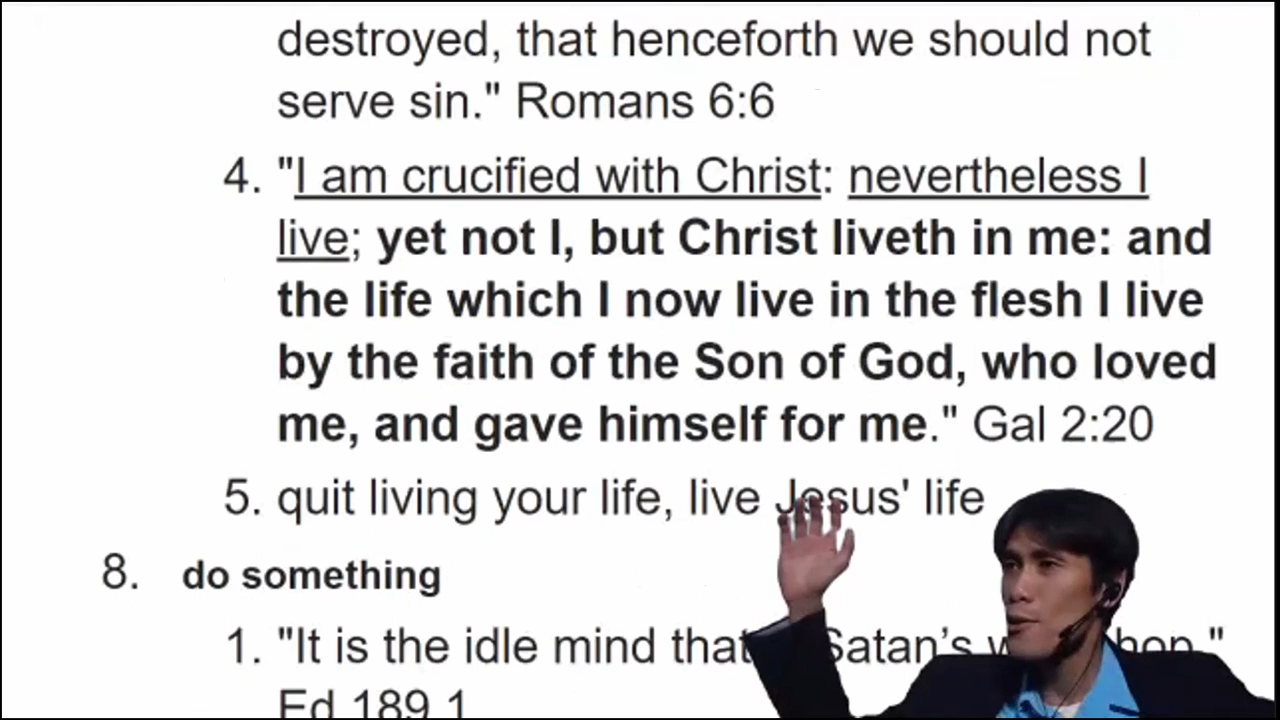 destroyed, that henceforth we should not
serve sin." Romans 6:6
4. "I am crucified with Christ: nevertheless I
live; yet not I, but Christ liveth in me: and
the life which I now live in the flesh I live
by the faith of the Son of God, who loved
me, and gave himself for me." Gal 2:20
5. quit living your life, live Jesus' life
8. do something
1. "It is the idle mind that Satan’s
Ed 189.1